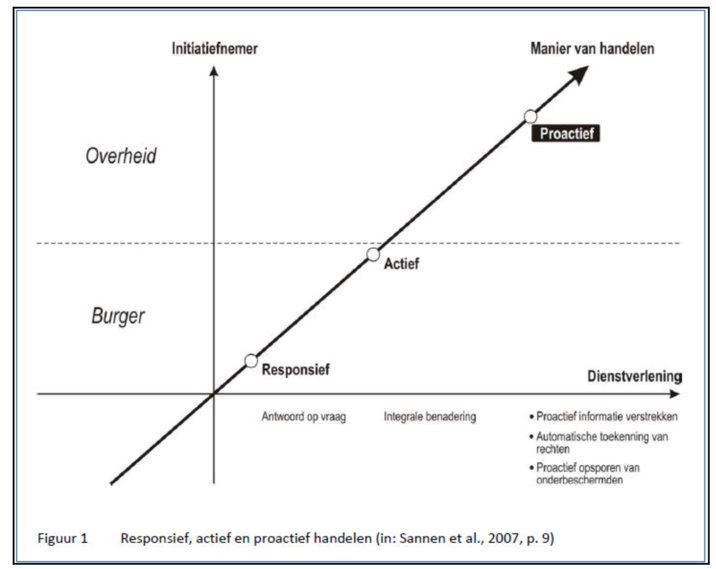 Initiatiefnemer
Manier van handelen
Proactief
Overheid
Actief
Burger
Responsief
Dienstverlening
Antwoord op vraag
Integrale benadering
• Proactief informatie verstrekken
• Automatische toekenning van
rechten
• Proactief opsporen van
onderbeschermden
Figuur 1 Responsief, actief en proactief handelen (in: Sannen et al., 2007, p. 9)